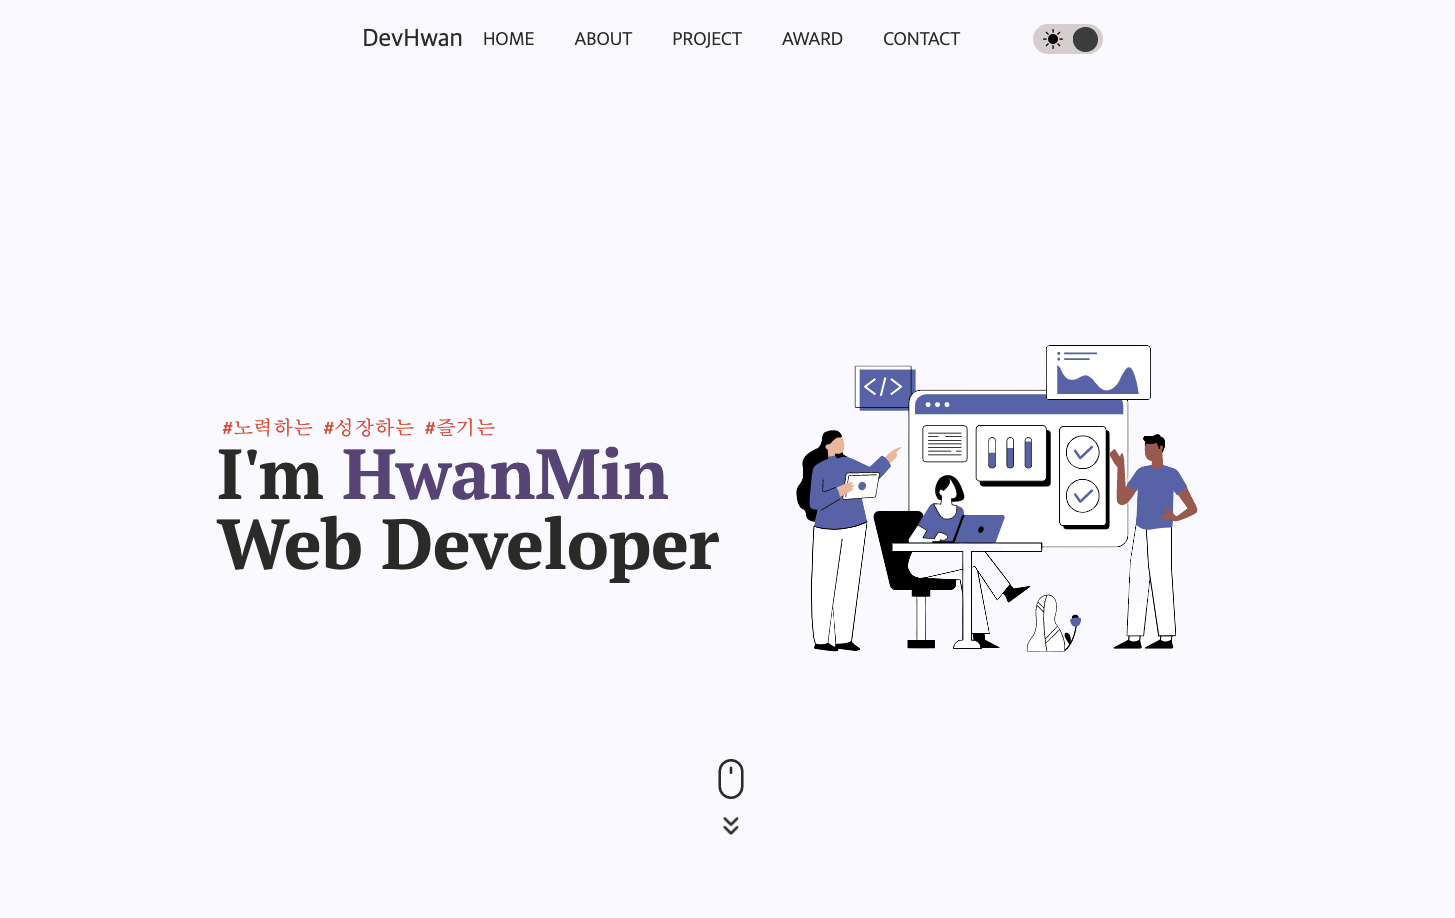 DevHwan HOME ABOUT PROJECT AWARD CONTACT
</>
#노력하는 #성장하는 #즐기는
I'm HwanMin
Web Developer